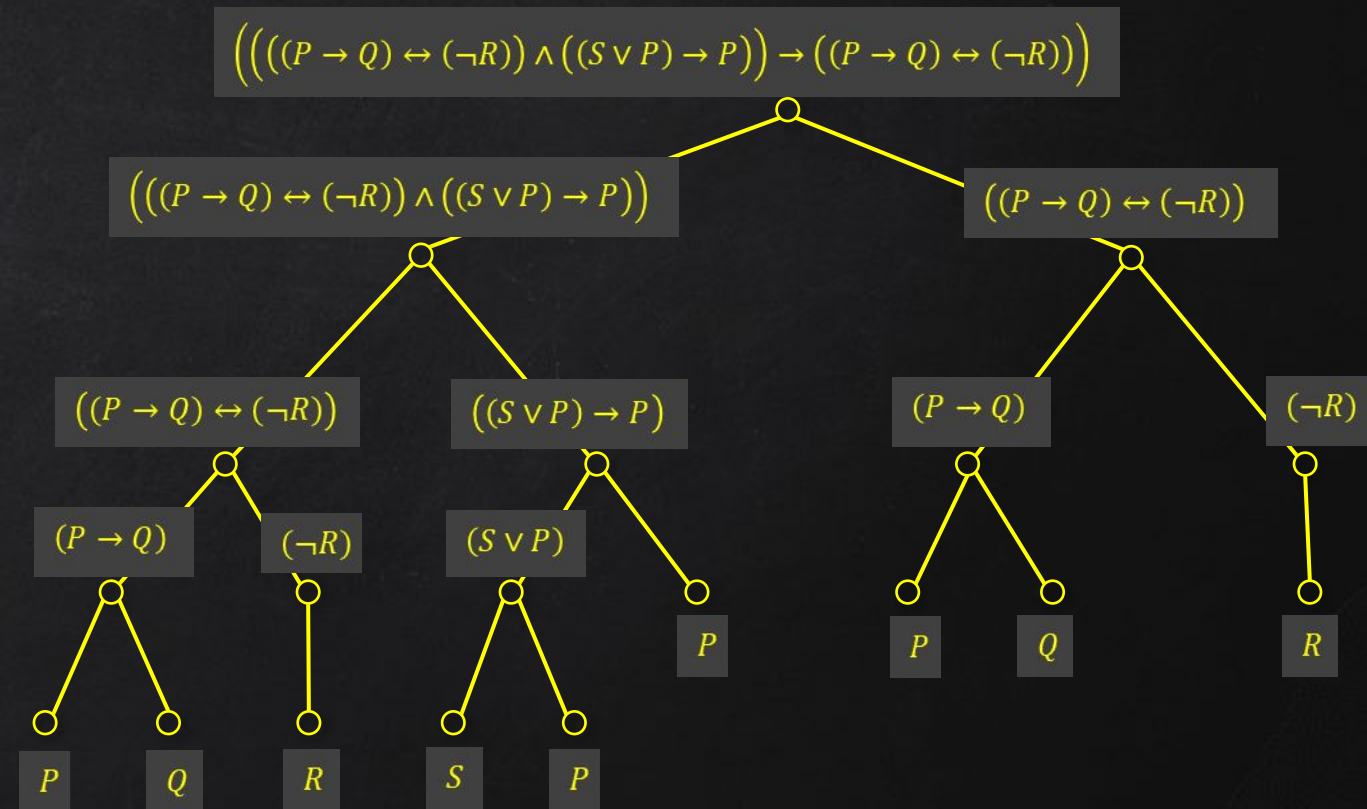 ((((P → Q) ↔ (¬R)) ∧ ((S ∨ P) → P)) → ((P → Q) ↔ (¬R)))
(((P → Q) ↔ (¬R)) ∧ ((S ∨ P) → P))
((P → Q) ↔ (¬R))
((P → Q) ↔ (¬R))
((S ∨ P) → P)
(P → Q)
(¬R)
(P → Q)
(¬R)
(S ∨ P)
P
P
Q
R
P
Q
R
S
P